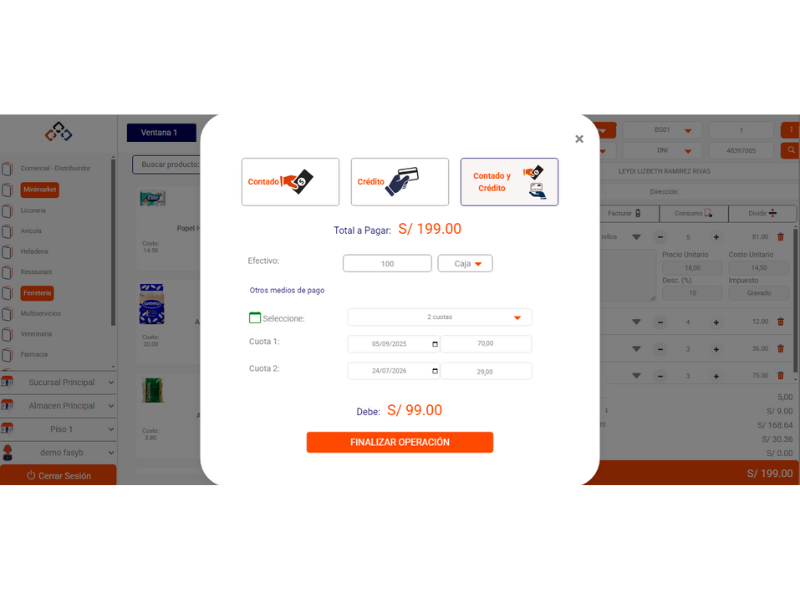 Ventana 1
BS01
1
Buscar producto:
DNI
48397005
Comercial - Distribuidor
Minimarket
Licoreria
Avicola
Heladeria
Restaurant
Ferreteria
Multiservicios
Veterinaria
Farmacia
Sucursal Principal
Almacen Principal
Piso 1
demo fasyb
Cerrar Sesión
Papel H
Costo:
14.50
Costo:
20.00
Costo:
Contado
Crédito
Contado y
Crédito
Total a Pagar: S/ 199.00
Efectivo:
100
Caja
Otros medios de pago
Seleccione:
2 cuotas
Cuota 1:
05/09/2025
70,00
Cuota 2:
24/07/2026
29,00
Debe: S/ 99.00
FINALIZAR OPERACIÓN
LEYDI LIZBETH RAMIREZ RIVAS
Dirección:
Facturar
Consumo
Dividir
5
81.00
Precio Unitario
Costo Unitario
18,00
14,50
Desc. (%)
Impuesto
10
Gravado
4
12.00
3
36.00
3
75.00
5,00
S/ 9.00
S/ 168.64
S/ 30.36
S/ 0.00
S/ 199.00